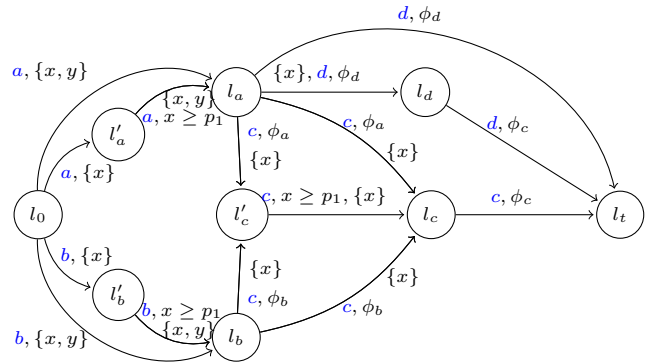 d, ϕ_d
a, {x, y}
l_a
{x}, d, ϕ_d
l_d
{x, y}
a, x ≥ p_1
l'_a
c, ϕ_a
{x}
c, ϕ_a
{x}
d, ϕ_c
a, {x}
l_0
l'_c
c, x ≥ p_1, {x}
l_c
c, ϕ_c
l_t
b, {x}
{x}
{x}
l'_b
b, x ≥ p_1
c, ϕ_b
c, ϕ_b
{x, y}
b, {x, y}
l_b